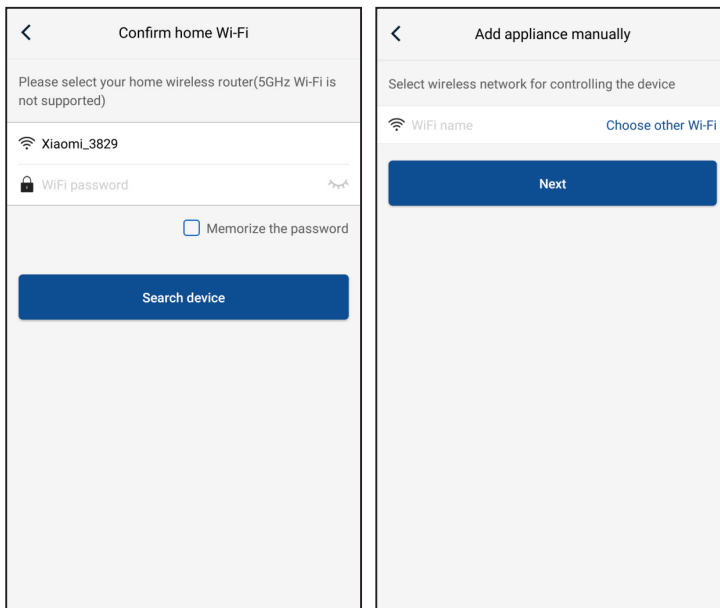 Confirm home Wi-Fi
Please select your home wireless router(5GHz Wi-Fi is
not supported)
Xiaomi_3829
WiFi password
Memorize the password
Search device
Add appliance manually
Select wireless network for controlling the device
WiFi name
Choose other Wi-Fi
Next